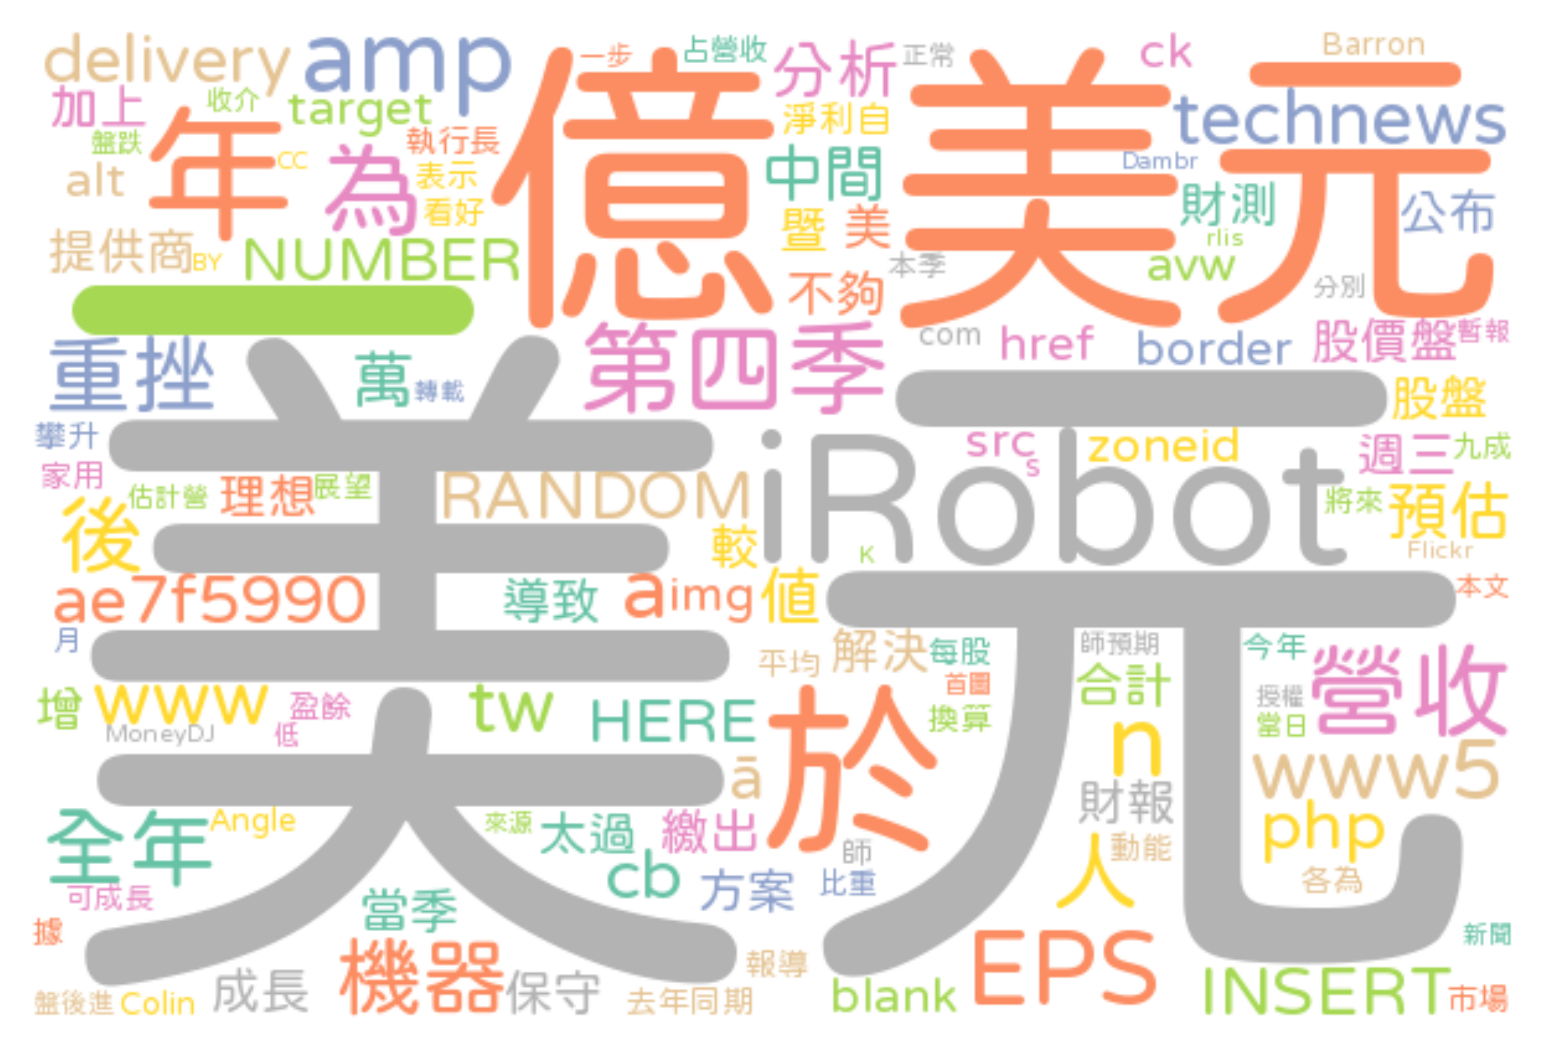 delivery
amp
一步
占營收
分析
正常
ck
Barron
加上
收介
target
億
美元
technews
盤跌
年
CC
執行長
淨利自
alt
為
表示
中間
Dambr
財測
公布
看好
暨
美
rlis
提供商
BY
NUMBER
本季
avw
不夠
分別
一
第四季
com
href
border
股價盤
暫報
重挫
萬
轉載
股盤
美元
攀升
src
zoneid
週三
九成
家用
s
iRobot
估計營
理想
展望
RANDOM
將來
預估
後
較
K
Flickr
ae7f5990
導致
a
img
值
本文
月
師預期
今年
平均
解決
每股
合計
營收
首圖
授權
增
www
盈餘
tw
HERE
於
換算
當日
MoneyDJ
低
n
ā
財報
www5
全年
Angle
來源
太過
繳出
php
師
人
動能
cb
方案
比重
各為
可成長
當季
據
新聞
機器
報導
EPS
成長
保守
盤後進
Colin
去年同期
blank
INSERT
市場